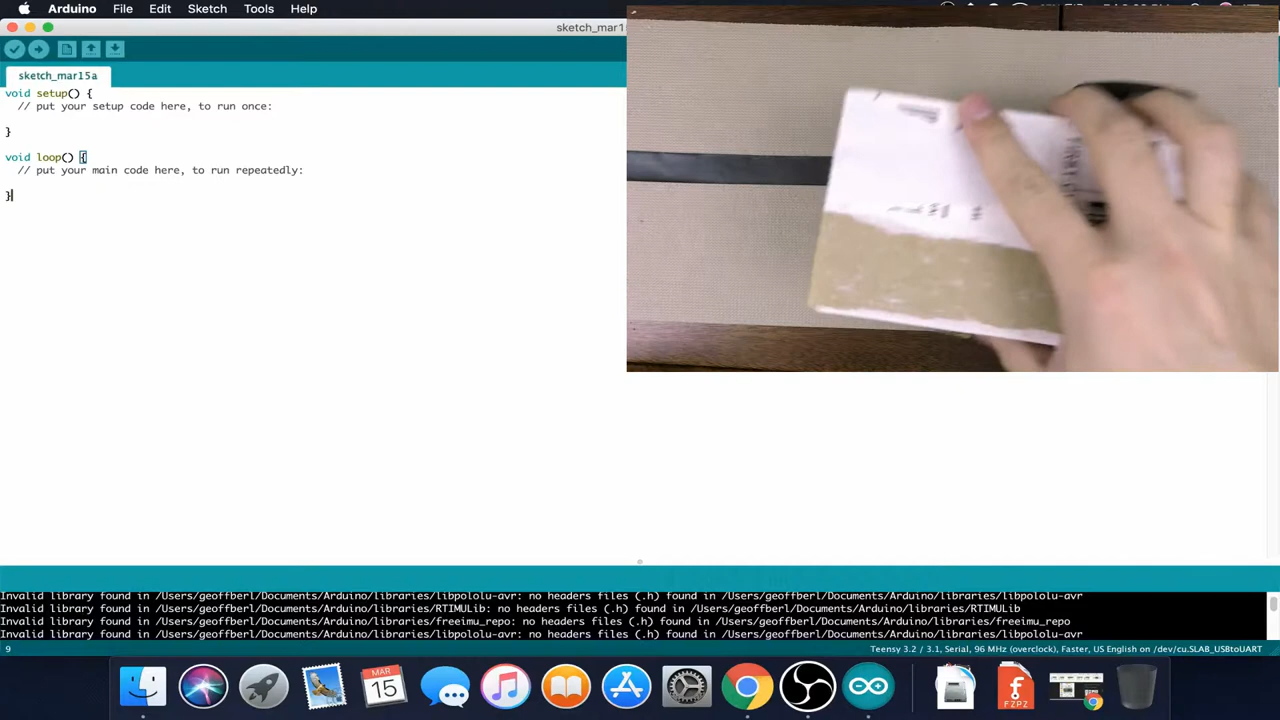 Arduino File Edit Sketch Tools Help
sketch_mar1
sketch_mar15a
void setup() {
// put your setup code here, to run once:
}
void loop() {
// put your main code here, to run repeatedly:
}
Invalid library found in /Users/geoffberl/Documents/Arduino/libraries/libpololu-avr: no headers files (.h) found in /Users/geoffberl/Documents/Arduino/libraries/libpololu-avr
Invalid library found in /Users/geoffberl/Documents/Arduino/libraries/RTIMULib: no headers files (.h) found in /Users/geoffberl/Documents/Arduino/libraries/RTIMULib
Invalid library found in /Users/geoffberl/Documents/Arduino/libraries/freeimu_repo: no headers files (.h) found in /Users/geoffberl/Documents/Arduino/libraries/freeimu_repo
Invalid library found in /Users/geoffberl/Documents/Arduino/libraries/libpololu-avr: no headers files (.h) found in /Users/geoffberl/Documents/Arduino/libraries/libpololu-avr
9 Teensy 3.2 / 3.1, Serial, 96 MHz (overclock), Faster, US English on /dev/cu.SLAB_USBtoUART
MAR
15
FZPZ